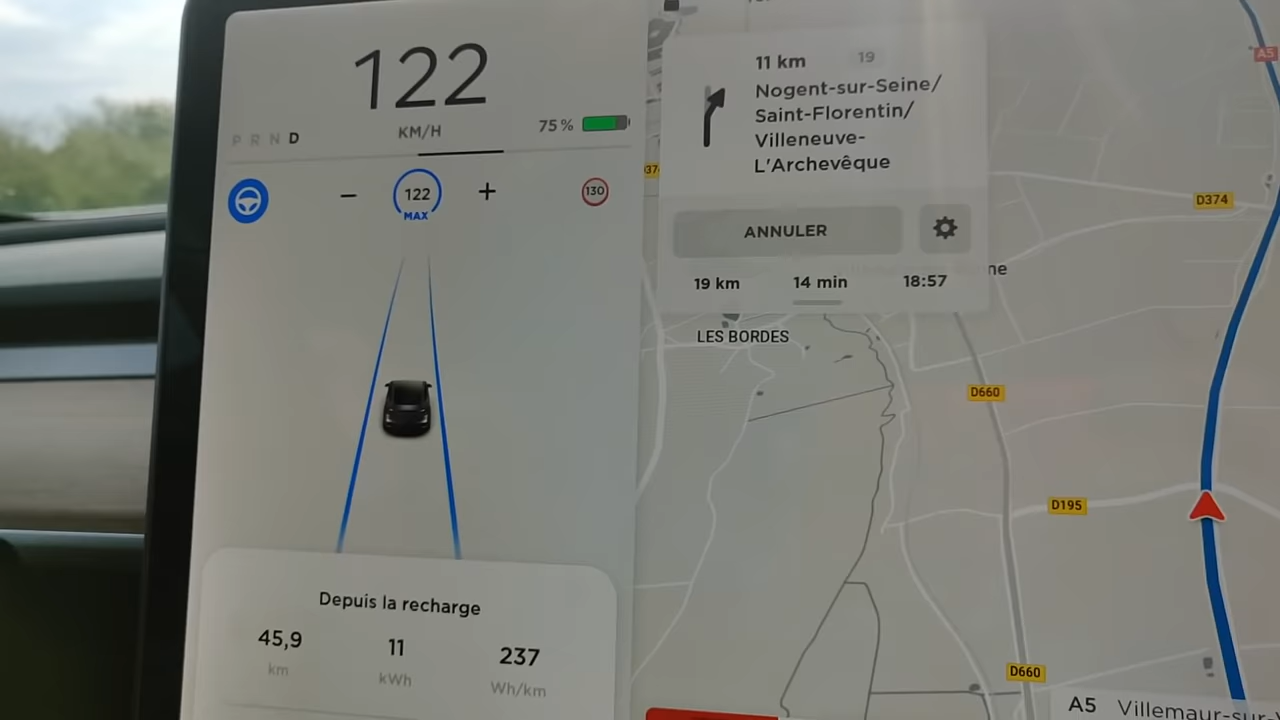 122
KM/H
75 %
P R N D
122
MAX
130
Depuis la recharge
45,9
km
11
kWh
237
Wh/km
11 km
19
Nogent-sur-Seine/
Saint-Florentin/
Villeneuve-
L'Archevêque
ANNULER
19 km 14 min 18:57
LES BORDES
ne
D374
A5
D660
D195
D660
A5